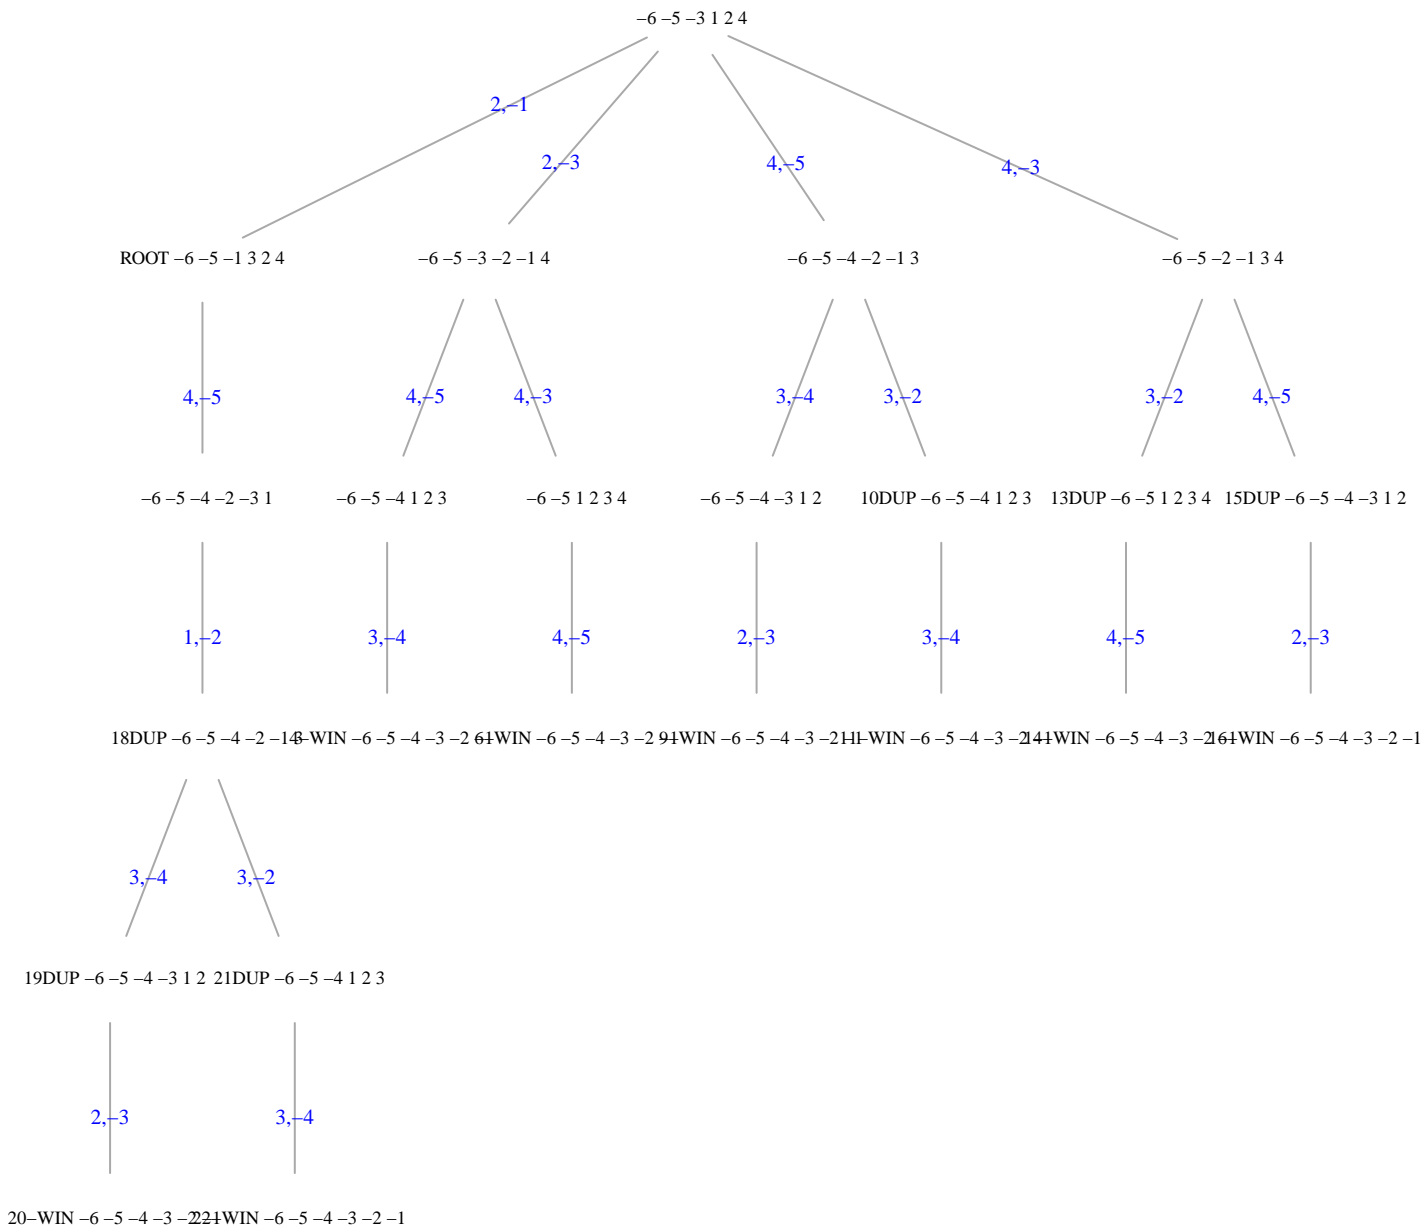 –6 –5 –3 1 2 4
2,–1
2,–3
4,–5
4,–3
ROOT –6 –5 –1 3 2 4
–6 –5 –3 –2 –1 4
–6 –5 –4 –2 –1 3
–6 –5 –2 –1 3 4
4,–5
4,–5
4,–3
3,–4
3,–2
3,–2
4,–5
–6 –5 –4 –2 –3 1
–6 –5 –4 1 2 3
–6 –5 1 2 3 4
–6 –5 –4 –3 1 2
10DUP –6 –5 –4 1 2 3
13DUP –6 –5 1 2 3 4
15DUP –6 –5 –4 –3 1 2
1,–2
3,–4
4,–5
2,–3
3,–4
4,–5
2,–3
18DUP –6 –5 –4 –2 –1
WIN –6 –5 –4 –3 –2
WIN –6 –5 –4 –3 –2
WIN –6 –5 –4 –3
WIN –6 –5 –4 –3
WIN –6 –5 –4 –3
WIN –6 –5 –4 –3 –2 –1
3,–4
3,–2
19DUP –6 –5 –4 –3 1 2
21DUP –6 –5 –4 1 2 3
2,–3
3,–4
20–WIN –6 –5 –4 –3
WIN –6 –5 –4 –3 –2 –1